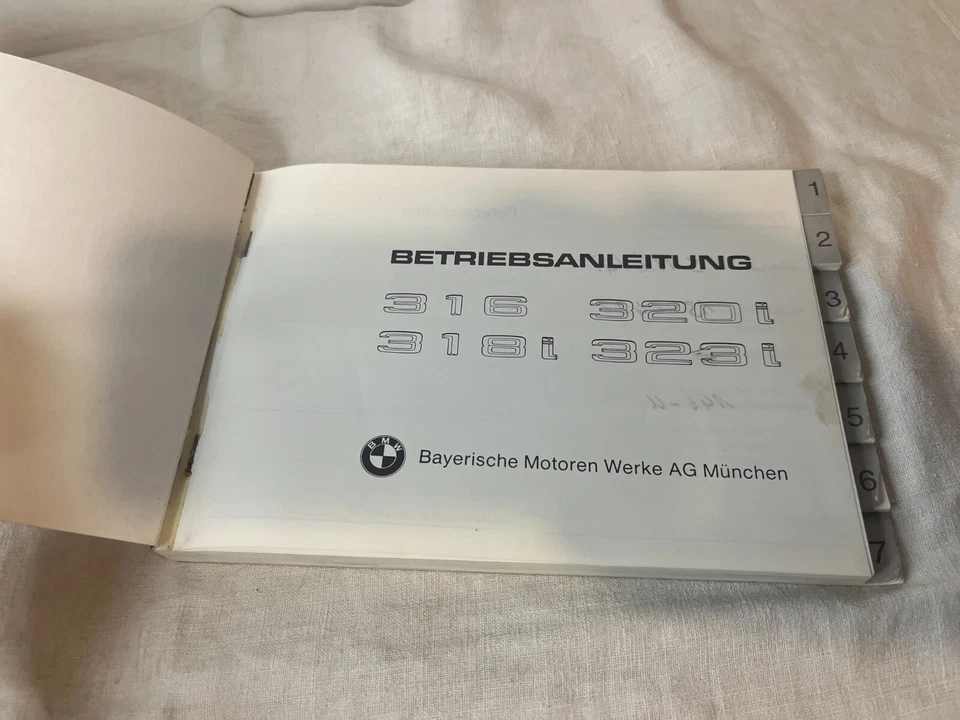 BETRIEBSANLEITUNG
316 320i
318i 323i
BMW
Bayerische Motoren Werke AG München
1
2
3
4
5
6
7